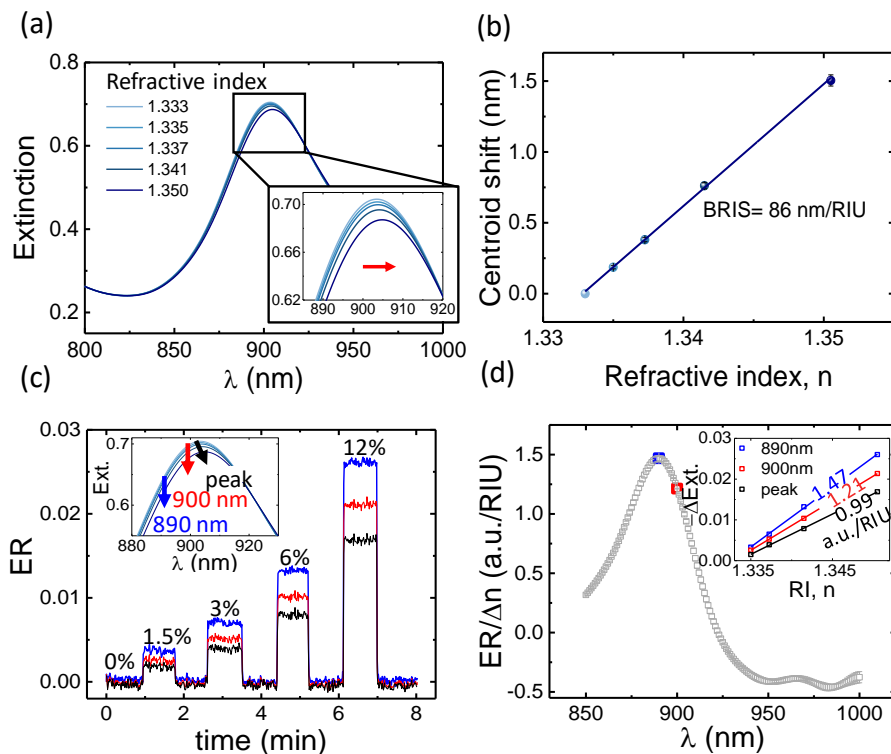 (a)
0.8
0.7
0.6
0.5
0.4
0.3
0.2
Extinction
Refractive index
1.333
1.335
1.337
1.341
1.350
0.70
0.66
0.62
890 900 910 920
800 850 900 950 1000
λ (nm)
(b)
1.5
1.0
0.5
0.0
Centroid shift (nm)
BRIS= 86 nm/RIU
1.33 1.34 1.35
Refractive index, n
(c)
0.03
0.02
0.01
0.00
ER
0.7
0.6
Ext.
peak
900 nm
890 nm
880 900 920
λ (nm)
0%
1.5%
3%
6%
12%
0 2 4 6 8
time (min)
(d)
1.5
1.0
0.5
0.0
-0.5
ER/Δn (a.u./RIU)
890nm
900nm
peak
0.03
0.02
0.01
0.00
−ΔExt.
1.47
1.21
0.99
a.u./RIU
1.335 1.345
RI, n
850 900 950 1000
λ (nm)